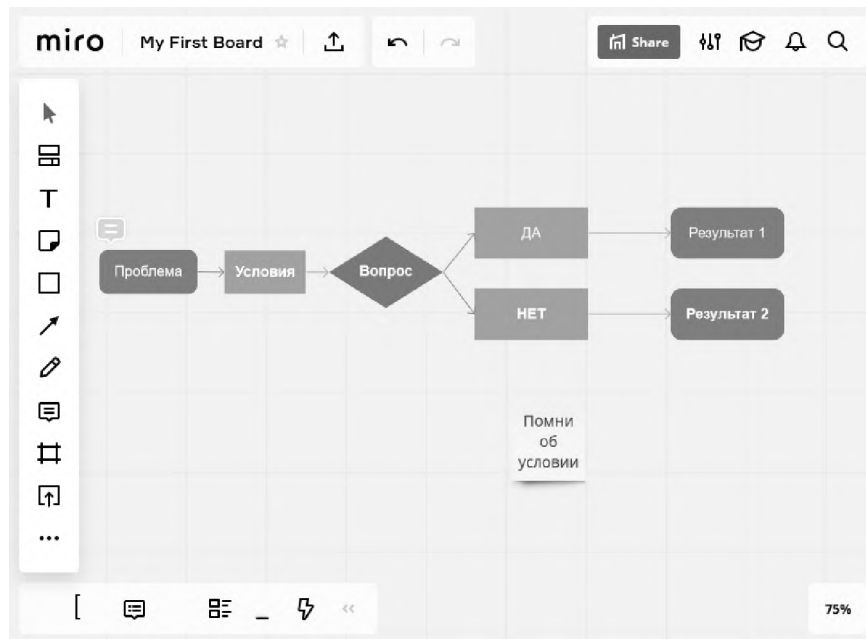 miro
My First Board
Share
Проблема
Условия
Вопрос
ДА
Результат 1
НЕТ
Результат 2
Помни
об
условии
75%